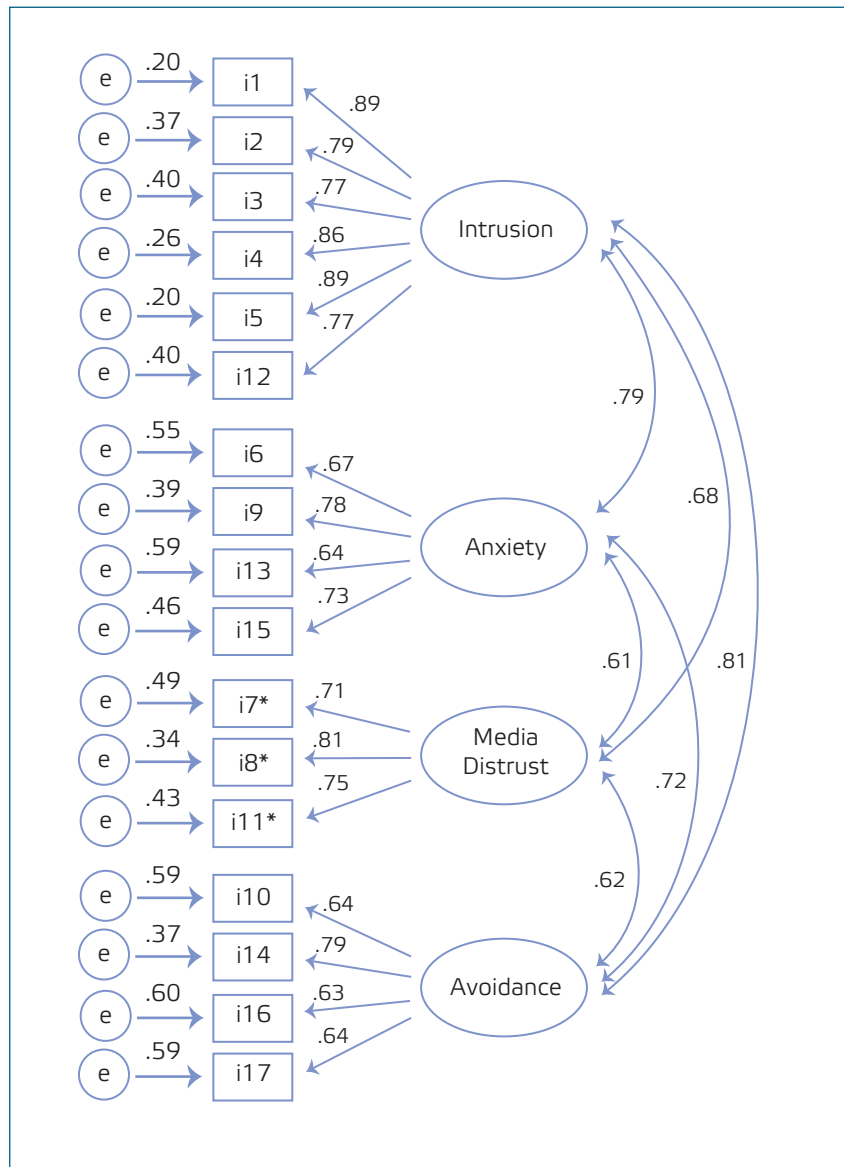 .20
e
i1
.89
.37
e
i2
.79
.40
e
i3
.77
.26
e
i4
.86
.20
e
i5
.89
.40
e
i12
.77
Intrusion
.79
.68
.81
.55
e
i6
.67
.39
e
i9
.78
.59
e
i13
.64
.46
e
i15
.73
Anxiety
.61
.72
.49
e
i7*
.71
.34
e
i8*
.81
.43
e
i11*
.75
Media
Distrust
.62
.59
e
i10
.64
.37
e
i14
.79
.60
e
i16
.63
.59
e
i17
.64
Avoidance